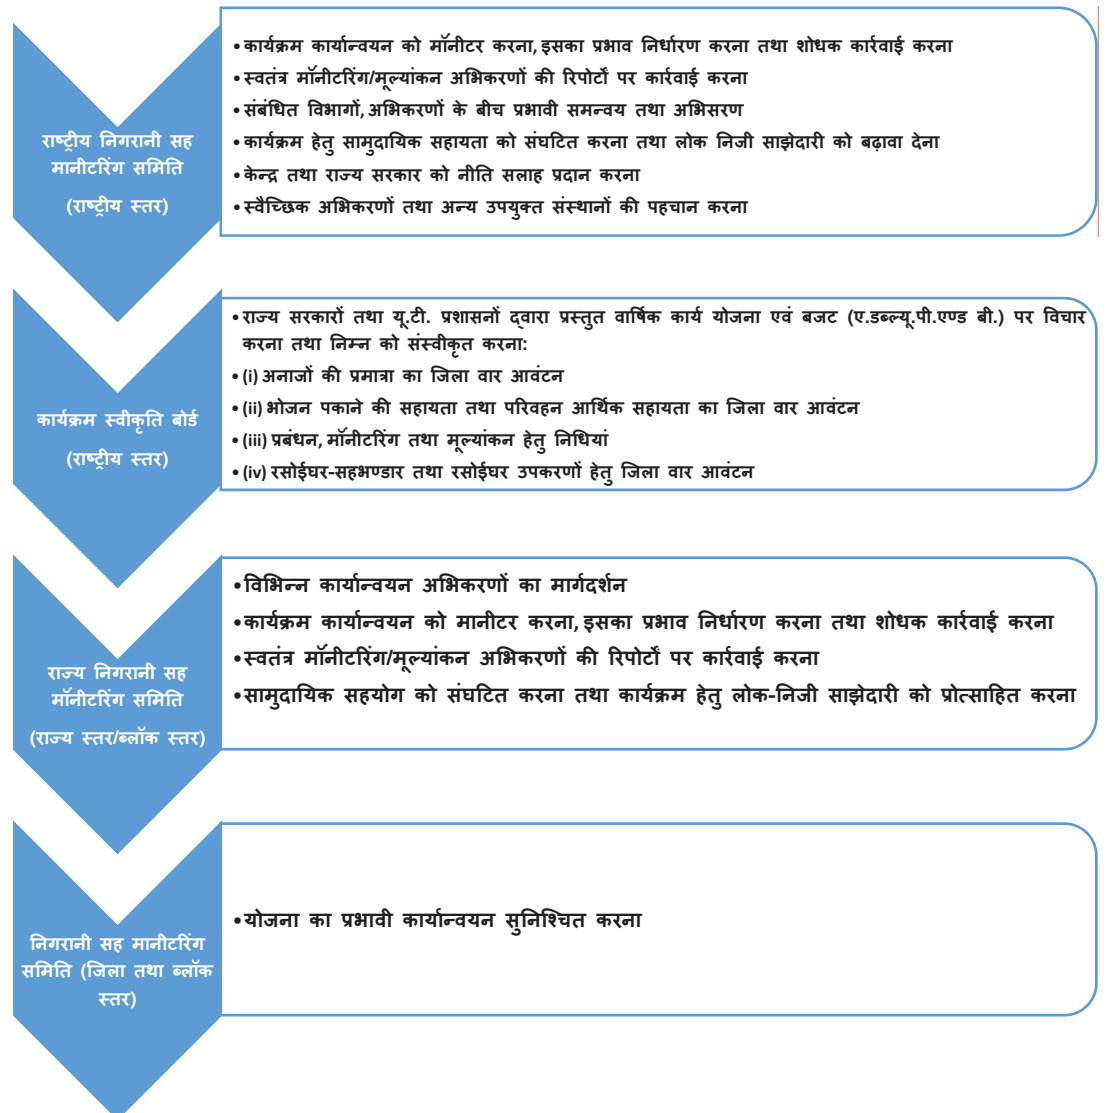 राष्ट्रीय निगरानी सह
मानीटरिंग समिति
(राष्ट्रीय स्तर)
•कार्यक्रम कार्यान्वयन को मॉनीटर करना, इसका प्रभाव निर्धारण करना तथा शोधक कार्रवाई करना
•स्वतंत्र मॉनीटरिंग/मूल्यांकन अभिकरणों की रिपोर्टों पर कार्रवाई करना
•संबंधित विभागों, अभिकरणों के बीच प्रभावी समन्वय तथा अभिसरण
•कार्यक्रम हेतु सामुदायिक सहायता को संघटित करना तथा लोक निजी साझेदारी को बढ़ावा देना
•केन्द्र तथा राज्य सरकार को नीति सलाह प्रदान करना
•स्वैच्छिक अभिकरणों तथा अन्य उपयुक्त संस्थानों की पहचान करना
कार्यक्रम स्वीकृति बोर्ड
(राष्ट्रीय स्तर)
•राज्य सरकारों तथा यू.टी. प्रशासनों द्वारा प्रस्तुत वार्षिक कार्य योजना एवं बजट (ए.डब्ल्यू.पी.एण्ड बी.) पर विचार
करना तथा निम्न को संस्वीकृत करना:
•(i) अनाजों की प्रमात्रा का जिला वार आवंटन
•(ii) भोजन पकाने की सहायता तथा परिवहन आर्थिक सहायता का जिला वार आवंटन
•(iii) प्रबंधन, मॉनीटरिंग तथा मूल्यांकन हेतु निधियां
•(iv) रसोईघर-सहभण्डार तथा रसोईघर उपकरणों हेतु जिला वार आवंटन
राज्य निगरानी सह
मॉनीटरिंग समिति
(राज्य स्तर/ब्लॉक स्तर)
•विभिन्न कार्यान्वयन अभिकरणों का मार्गदर्शन
•कार्यक्रम कार्यान्वयन को मानीटर करना, इसका प्रभाव निर्धारण करना तथा शोधक कार्रवाई करना
•स्वतंत्र मॉनीटरिंग/मूल्यांकन अभिकरणों की रिपोर्टों पर कार्रवाई करना
•सामुदायिक सहयोग को संघटित करना तथा कार्यक्रम हेतु लोक-निजी साझेदारी को प्रोत्साहित करना
निगरानी सह मानीटरिंग
समिति (जिला तथा ब्लॉक
स्तर)
•योजना का प्रभावी कार्यान्वयन सुनिश्चित करना